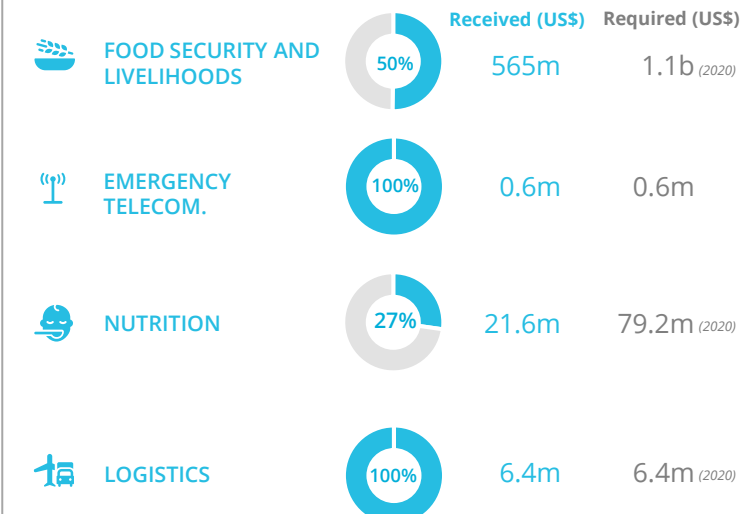 Received (US$) Required (US$)
FOOD SECURITY AND
LIVELIHOODS
50%
565m
1.1b (2020)
EMERGENCY
TELECOM.
100%
0.6m
0.6m
NUTRITION
27%
21.6m
79.2m (2020)
LOGISTICS
100%
6.4m
6.4m (2020)